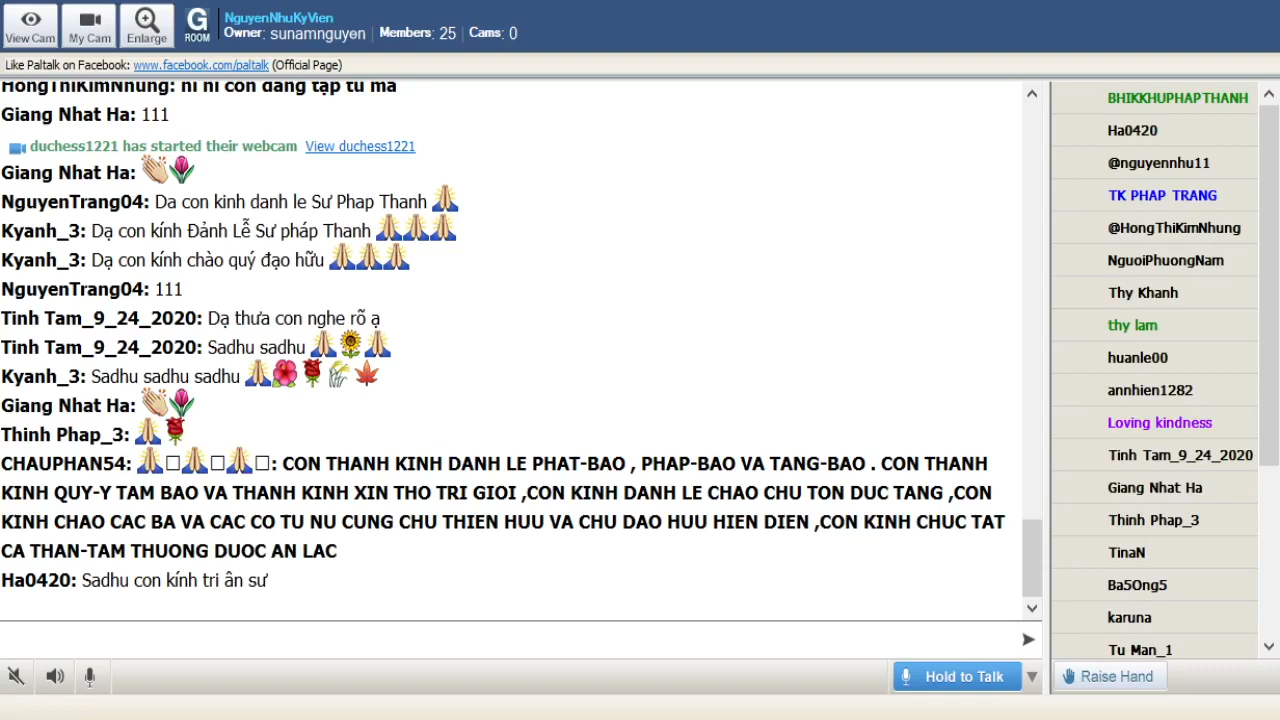 View Cam
My Cam
Enlarge
G
ROOM
NguyenNhuKyVien
Owner: sunamnguyen | Members: 25 | Cams: 0
Like Paltalk on Facebook: www.facebook.com/paltalk (Official Page)
HongThiKimNhung: hi hi con dang tap tu ma
Giang Nhat Ha: 111
duchess1221 has started their webcam View duchess1221
Giang Nhat Ha: 👏🌷
NguyenTrang04: Da con kinh danh le Sư Phap Thanh 🙏
Kyanh_3: Dạ con kính Đảnh Lễ Sư pháp Thanh 🙏🙏🙏
Kyanh_3: Dạ con kính chào quý đạo hữu 🙏🙏🙏
NguyenTrang04: 111
Tinh Tam_9_24_2020: Dạ thưa con nghe rõ ạ
Tinh Tam_9_24_2020: Sadhu sadhu 🙏🌻🙏
Kyanh_3: Sadhu sadhu sadhu 🙏🌺🌹🌾🍁
Giang Nhat Ha: 👏🌷
Thinh Phap_3: 🙏🌹
CHAUPHAN54: 🙏□🙏□🙏□: CON THANH KINH DANH LE PHAT-BAO , PHAP-BAO VA TANG-BAO . CON THANH
KINH QUY-Y TAM BAO VA THANH KINH XIN THO TRI GIOI ,CON KINH DANH LE CHAO CHU TON DUC TANG ,CON
KINH CHAO CAC BA VA CAC CO TU NU CUNG CHU THIEN HUU VA CHU DAO HUU HIEN DIEN ,CON KINH CHUC TAT
CA THAN-TAM THUONG DUOC AN LAC
Ha0420: Sadhu con kính tri ân sư
Hold to Talk
BHIKKHUPHAPTHANH
Ha0420
@nguyennhu11
TK PHAP TRANG
@HongThiKimNhung
NguoiPhuongNam
Thy Khanh
thy lam
huanle00
annhien1282
Loving kindness
Tinh Tam_9_24_2020
Giang Nhat Ha
Thinh Phap_3
TinaN
Ba5Ong5
karuna
Tu Man_1
Raise Hand